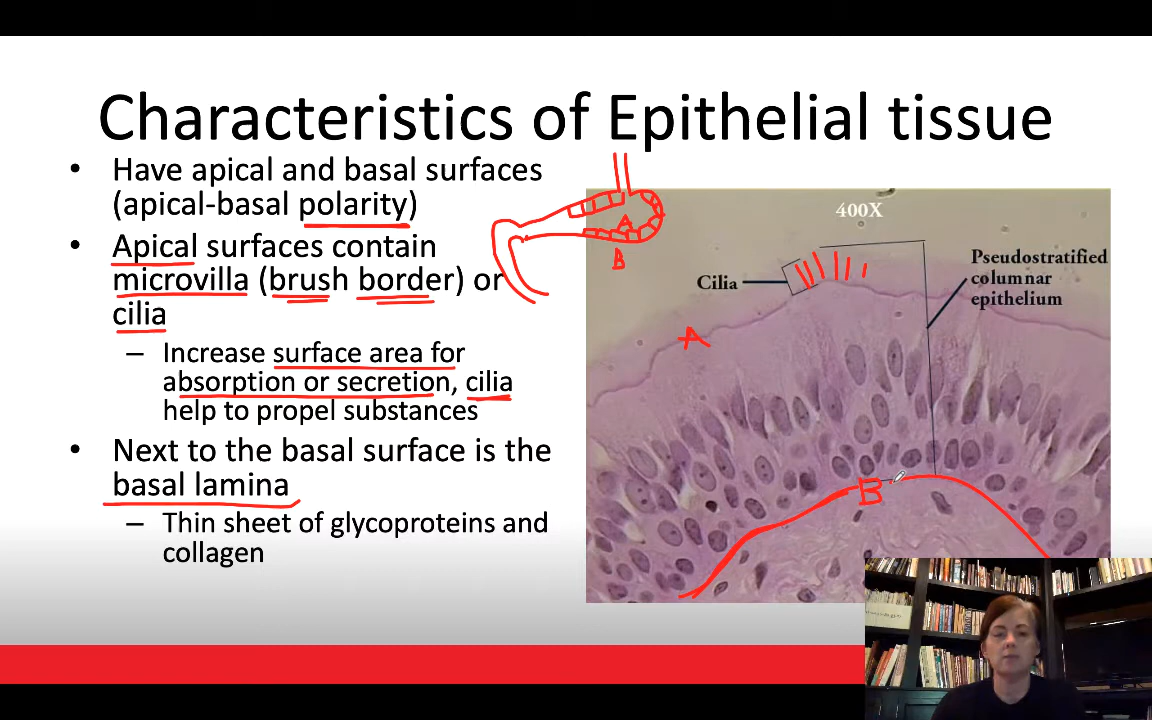 Characteristics of Epithelial tissue
• Have apical and basal surfaces
(apical-basal polarity)
• Apical surfaces contain
microvilla (brush border) or
cilia
– Increase surface area for
absorption or secretion, cilia
help to propel substances
• Next to the basal surface is the
basal lamina
– Thin sheet of glycoproteins and
collagen
A
B
400X
Cilia
Pseudostratified
columnar
epithelium
A
B